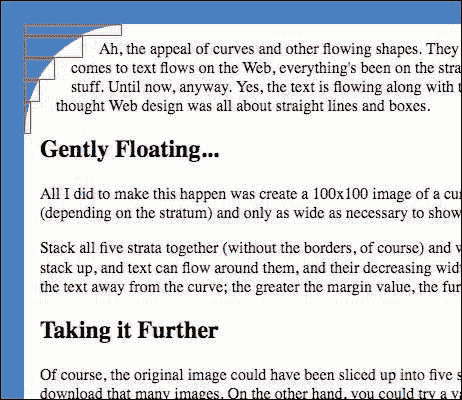 Ah, the appeal of curves and other flowing shapes. They
comes to text flows on the Web, everything's been on the stra
stuff. Until now, anyway. Yes, the text is flowing along with t
thought Web design was all about straight lines and boxes.
Gently Floating...
All I did to make this happen was create a 100x100 image of a cu
(depending on the stratum) and only as wide as necessary to show
Stack all five strata together (without the borders, of course) and w
stack up, and text can flow around them, and their decreasing wid
the text away from the curve; the greater the margin value, the fur
Taking it Further
Of course, the original image could have been sliced up into five s
download that many images. On the other hand, you could try a va